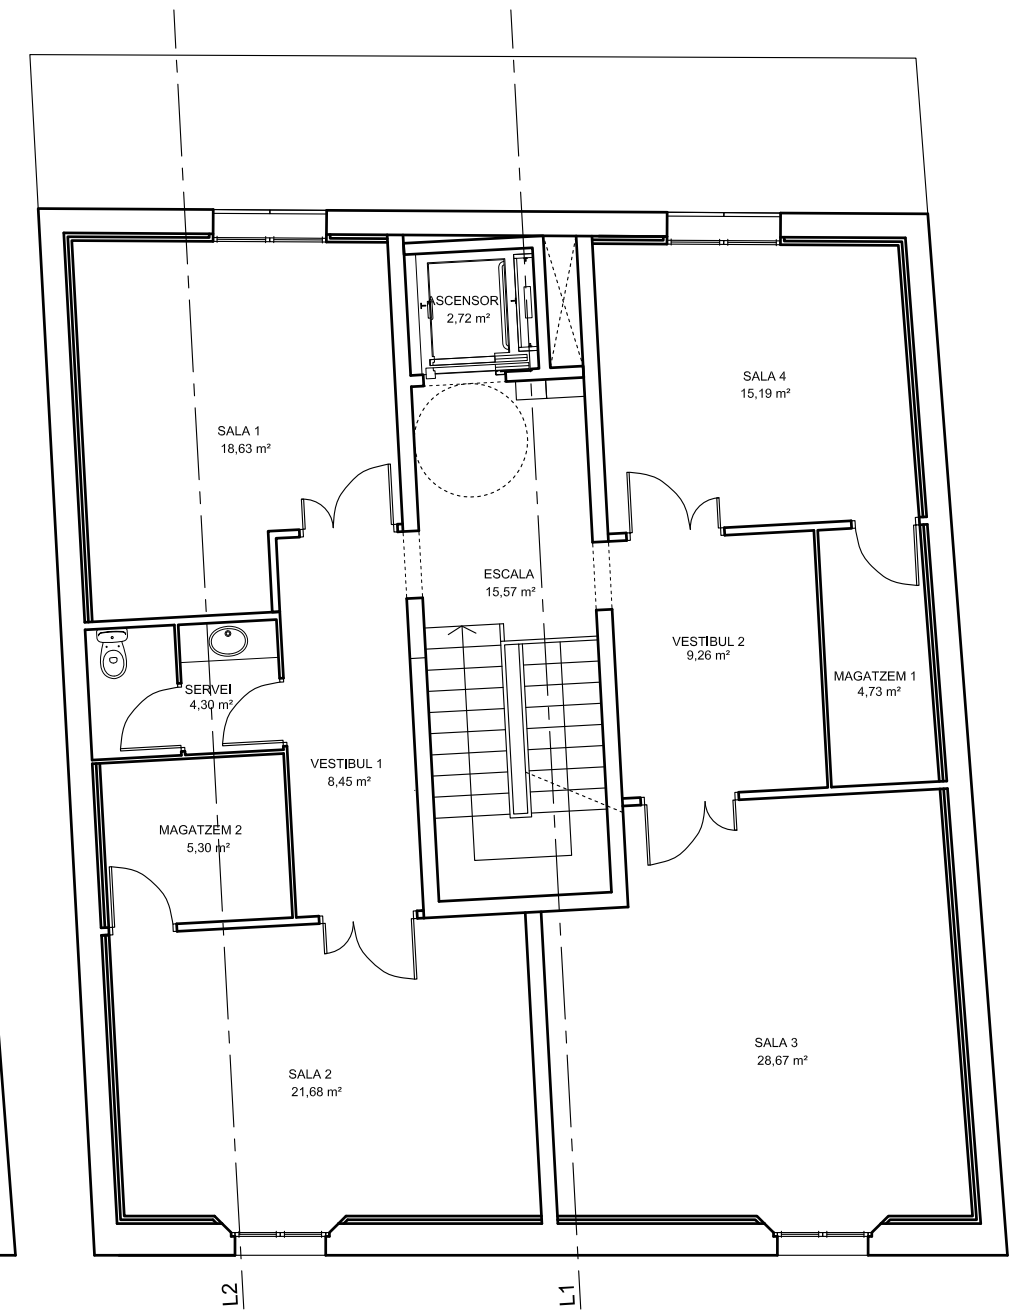 ASCENSOR
2,72 m²
SALA 4
15,19 m²
SALA 1
18,63 m²
ESCALA
15,57 m²
VESTIBUL 2
9,26 m²
MAGATZEM 1
4,73 m²
SERVEI
4,30 m²
VESTIBUL 1
8,45 m²
MAGATZEM 2
5,30 m²
SALA 3
28,67 m²
SALA 2
21,68 m²
L2
L1